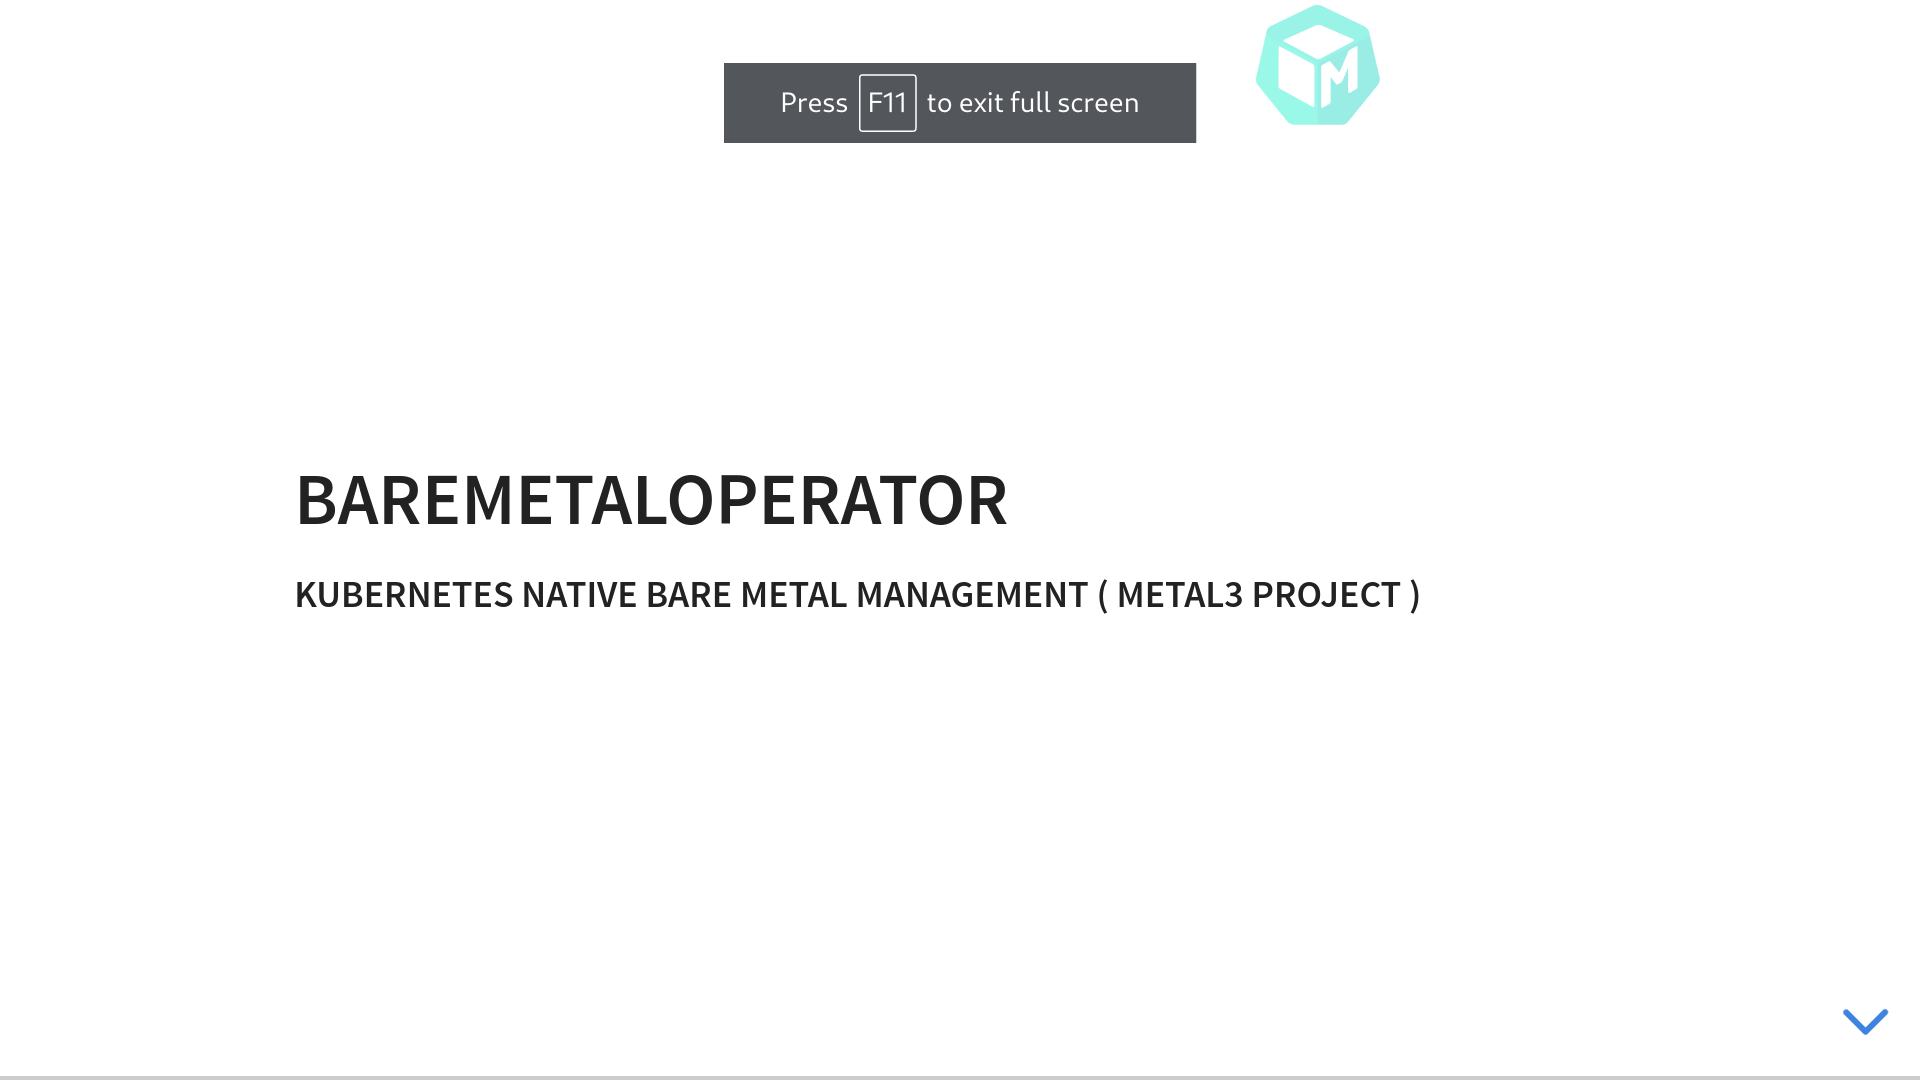 Press F11 to exit full screen
M
BAREMETALOPERATOR
KUBERNETES NATIVE BARE METAL MANAGEMENT ( METAL3 PROJECT )